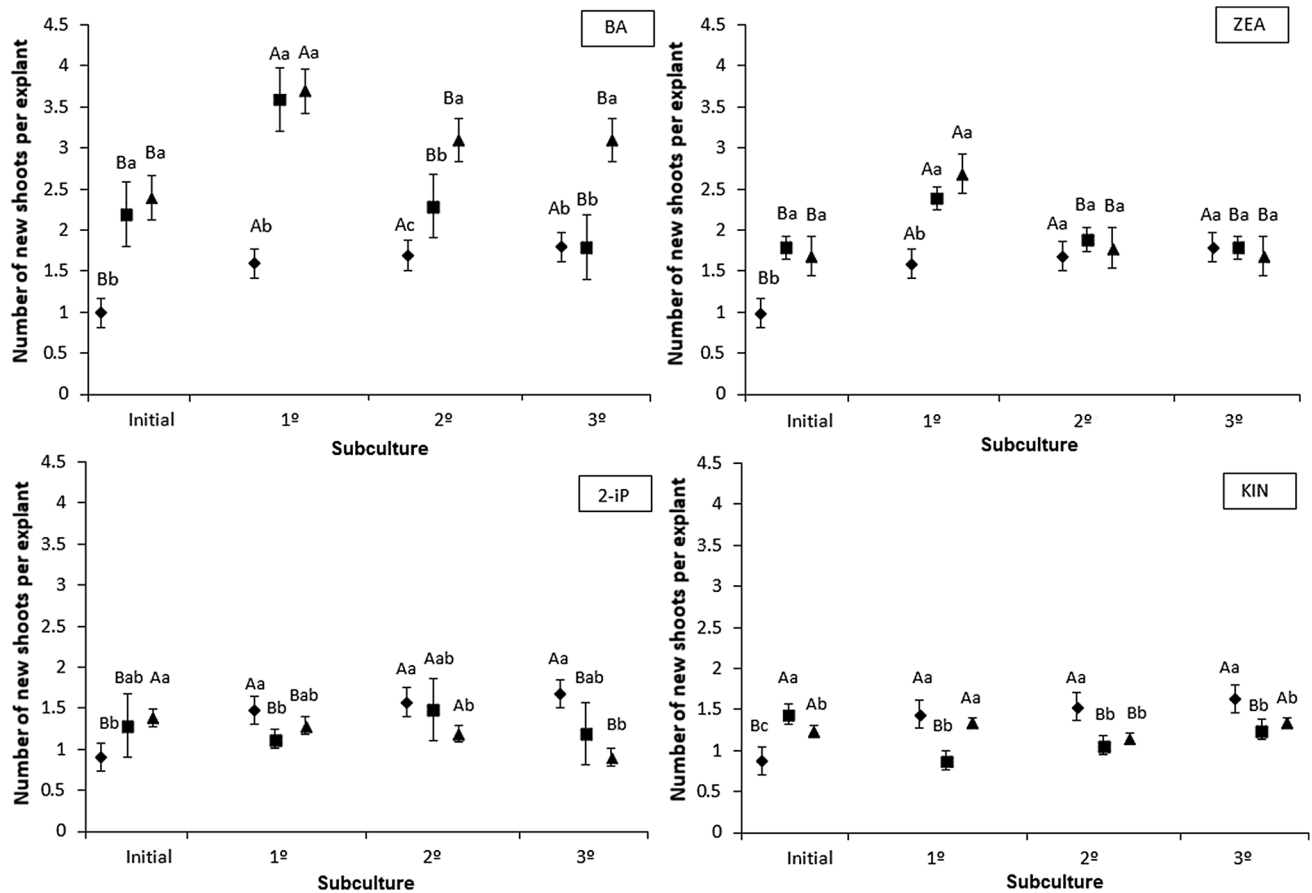 BA
Number of new shoots per explant
4.5
4
3.5
3
2.5
2
1.5
1
0.5
0
Bb
Ba
Ba
Ab
Aa
Aa
Ac
Bb
Ba
Ab
Bb
Ba
Initial
1º
2º
3º
Subculture
ZEA
Number of new shoots per explant
4.5
4
3.5
3
2.5
2
1.5
1
0.5
0
Bb
Ba
Ba
Ab
Aa
Aa
Aa
Ba
Ba
Aa
Ba
Ba
Initial
1º
2º
3º
Subculture
2-iP
Number of new shoots per explant
4.5
4
3.5
3
2.5
2
1.5
1
0.5
0
Bb
Bab
Aa
Aa
Bb
Bab
Aa
Aab
Ab
Aa
Bab
Bb
Initial
1º
2º
3º
Subculture
KIN
Number of new shoots per explant
4.5
4
3.5
3
2.5
2
1.5
1
0.5
0
Bc
Aa
Ab
Aa
Bb
Aa
Aa
Bb
Bb
Aa
Bb
Ab
Initial
1º
2º
3º
Subculture